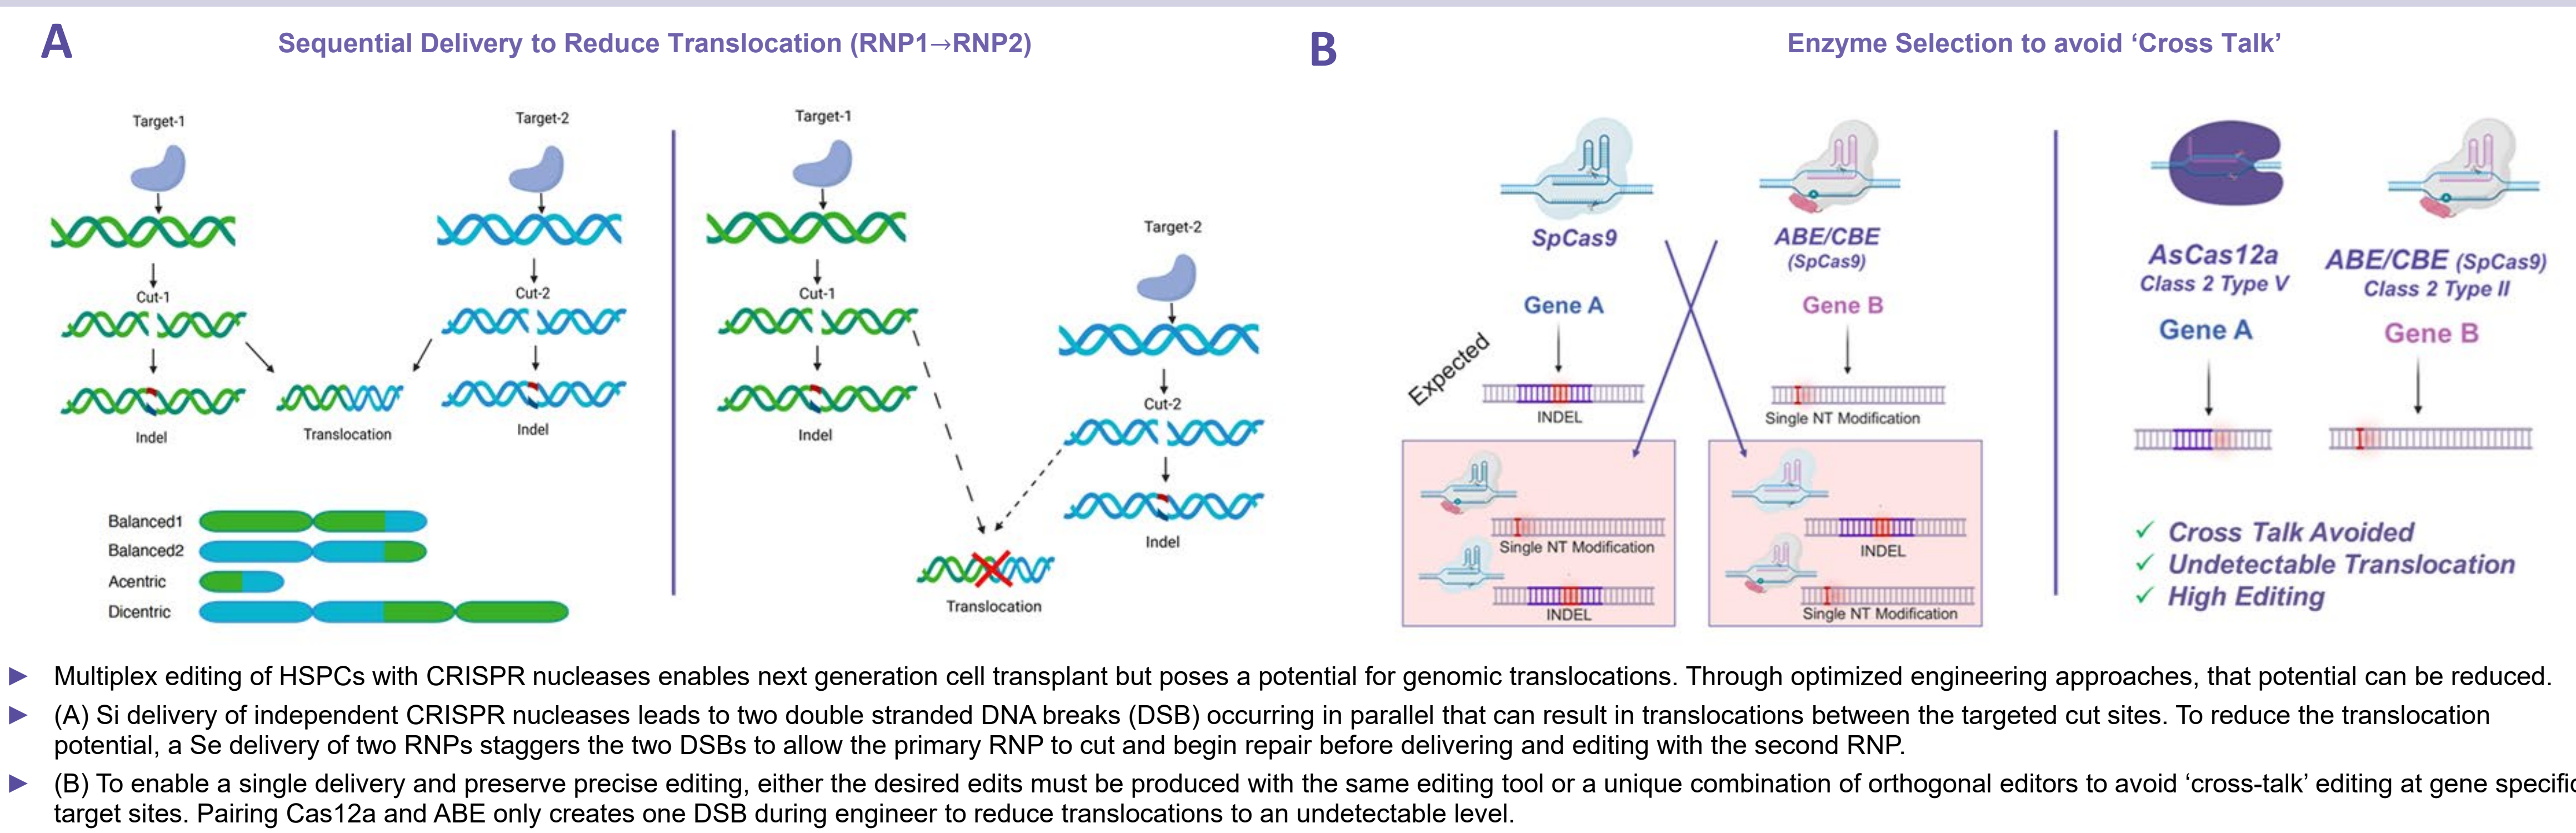 A
Sequential Delivery to Reduce Translocation (RNP1→RNP2)
Target-1
Target-2
Cut-1
Cut-2
Indel
Translocation
Indel
Balanced1
Balanced2
Acentric
Dicentric
Target-1
Target-2
Cut-1
Indel
Cut-2
Indel
Translocation
B
Enzyme Selection to avoid ‘Cross Talk’
SpCas9
ABE/CBE
(SpCas9)
Gene A
Gene B
Expected
INDEL
Single NT Modification
Single NT Modification
INDEL
INDEL
Single NT Modification
AsCas12a
Class 2 Type V
ABE/CBE (SpCas9)
Class 2 Type II
Gene A
Gene B
✓ Cross Talk Avoided
✓ Undetectable Translocation
✓ High Editing
► Multiplex editing of HSPCs with CRISPR nucleases enables next generation cell transplant but poses a potential for genomic translocations. Through optimized engineering approaches, that potential can be reduced.
► (A) Si delivery of independent CRISPR nucleases leads to two double stranded DNA breaks (DSB) occurring in parallel that can result in translocations between the targeted cut sites. To reduce the translocation
potential, a Se delivery of two RNPs staggers the two DSBs to allow the primary RNP to cut and begin repair before delivering and editing with the second RNP.
► (B) To enable a single delivery and preserve precise editing, either the desired edits must be produced with the same editing tool or a unique combination of orthogonal editors to avoid ‘cross-talk’ editing at gene specific
target sites. Pairing Cas12a and ABE only creates one DSB during engineer to reduce translocations to an undetectable level.